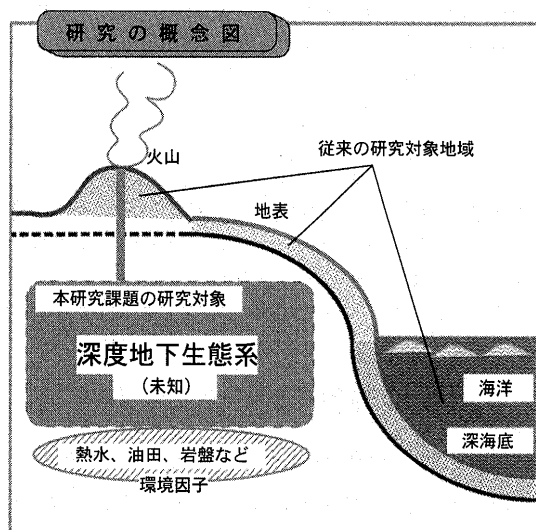 研究の概念図
火山
従来の研究対象地域
地表
本研究課題の研究対象
深度地下生態系
(未知)
海洋
深海底
熱水、油田、岩盤など
環境因子